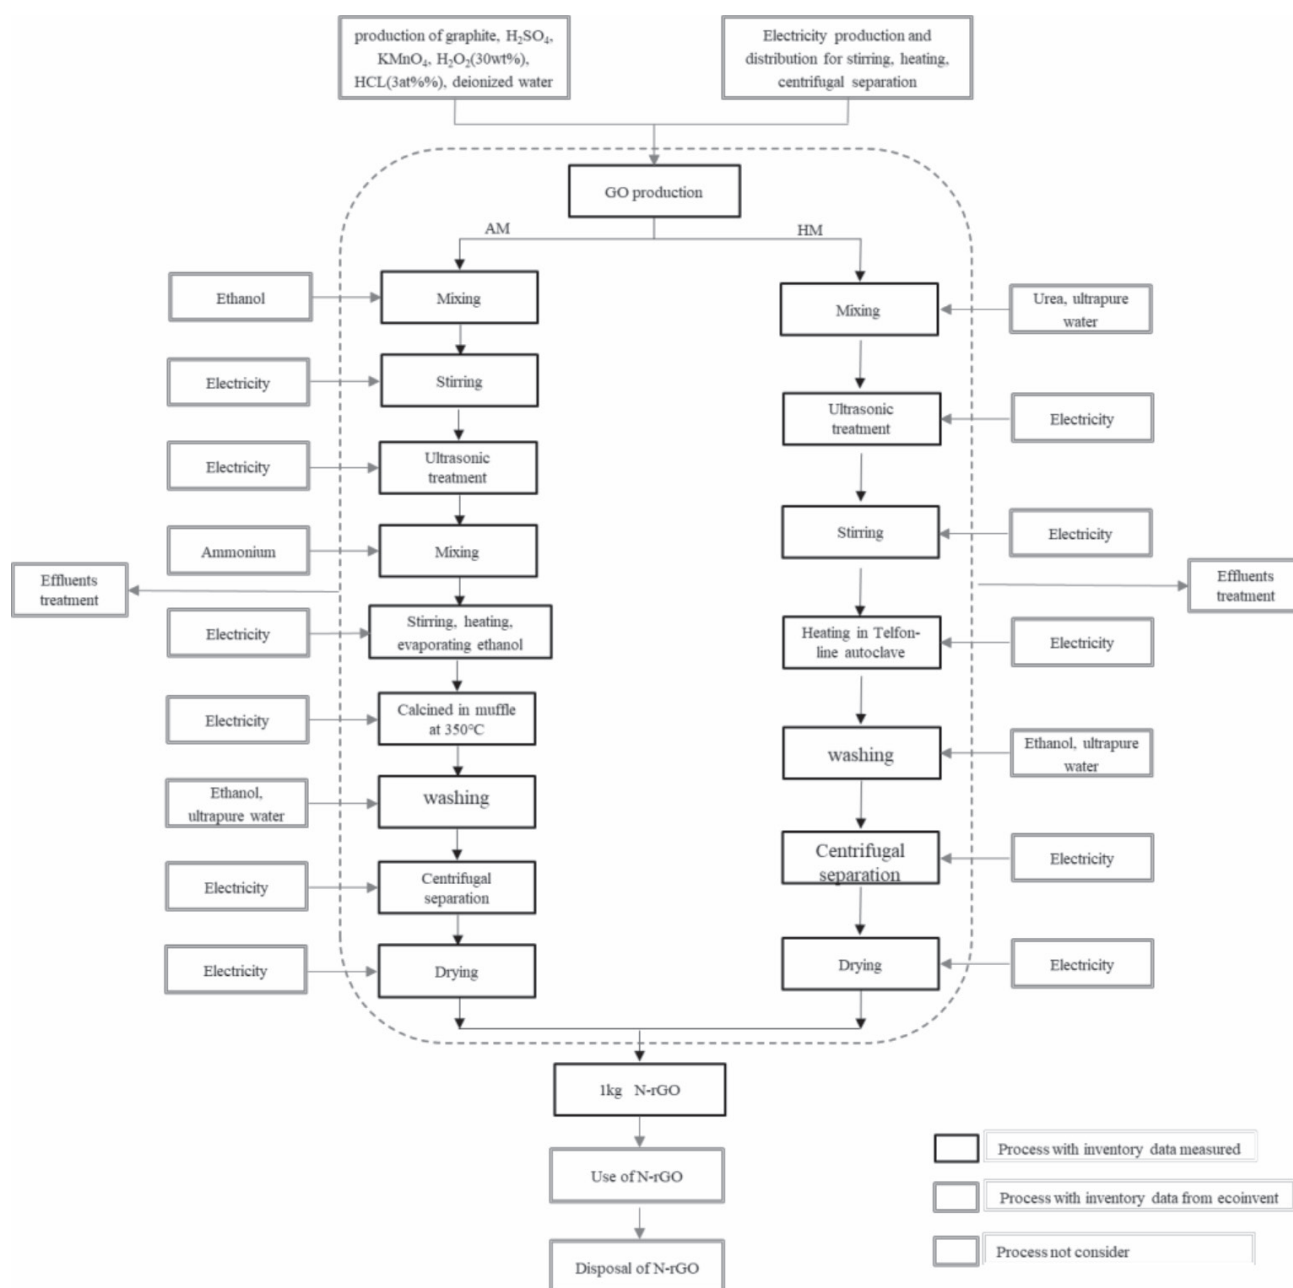 production of graphite, H₂SO₄,
KMnO₄, H₂O₂(30wt%),
HCL(3at%%), deionized water
Electricity production and
distribution for stirring, heating,
centrifugal separation
GO production
AM
HM
Ethanol
Mixing
Electricity
Stirring
Electricity
Ultrasonic
treatment
Ammonium
Mixing
Effluents
treatment
Electricity
Stirring, heating,
evaporating ethanol
Electricity
Calcined in muffle
at 350°C
Ethanol,
ultrapure water
washing
Electricity
Centrifugal
separation
Electricity
Drying
Mixing
Urea, ultrapure
water
Ultrasonic
treatment
Electricity
Stirring
Electricity
Effluents
treatment
Heating in Telfon-
line autoclave
Electricity
washing
Ethanol, ultrapure
water
Centrifugal
separation
Electricity
Drying
Electricity
1kg N-rGO
Use of N-rGO
Disposal of N-rGO
Process with inventory data measured
Process with inventory data from ecoinvent
Process not consider